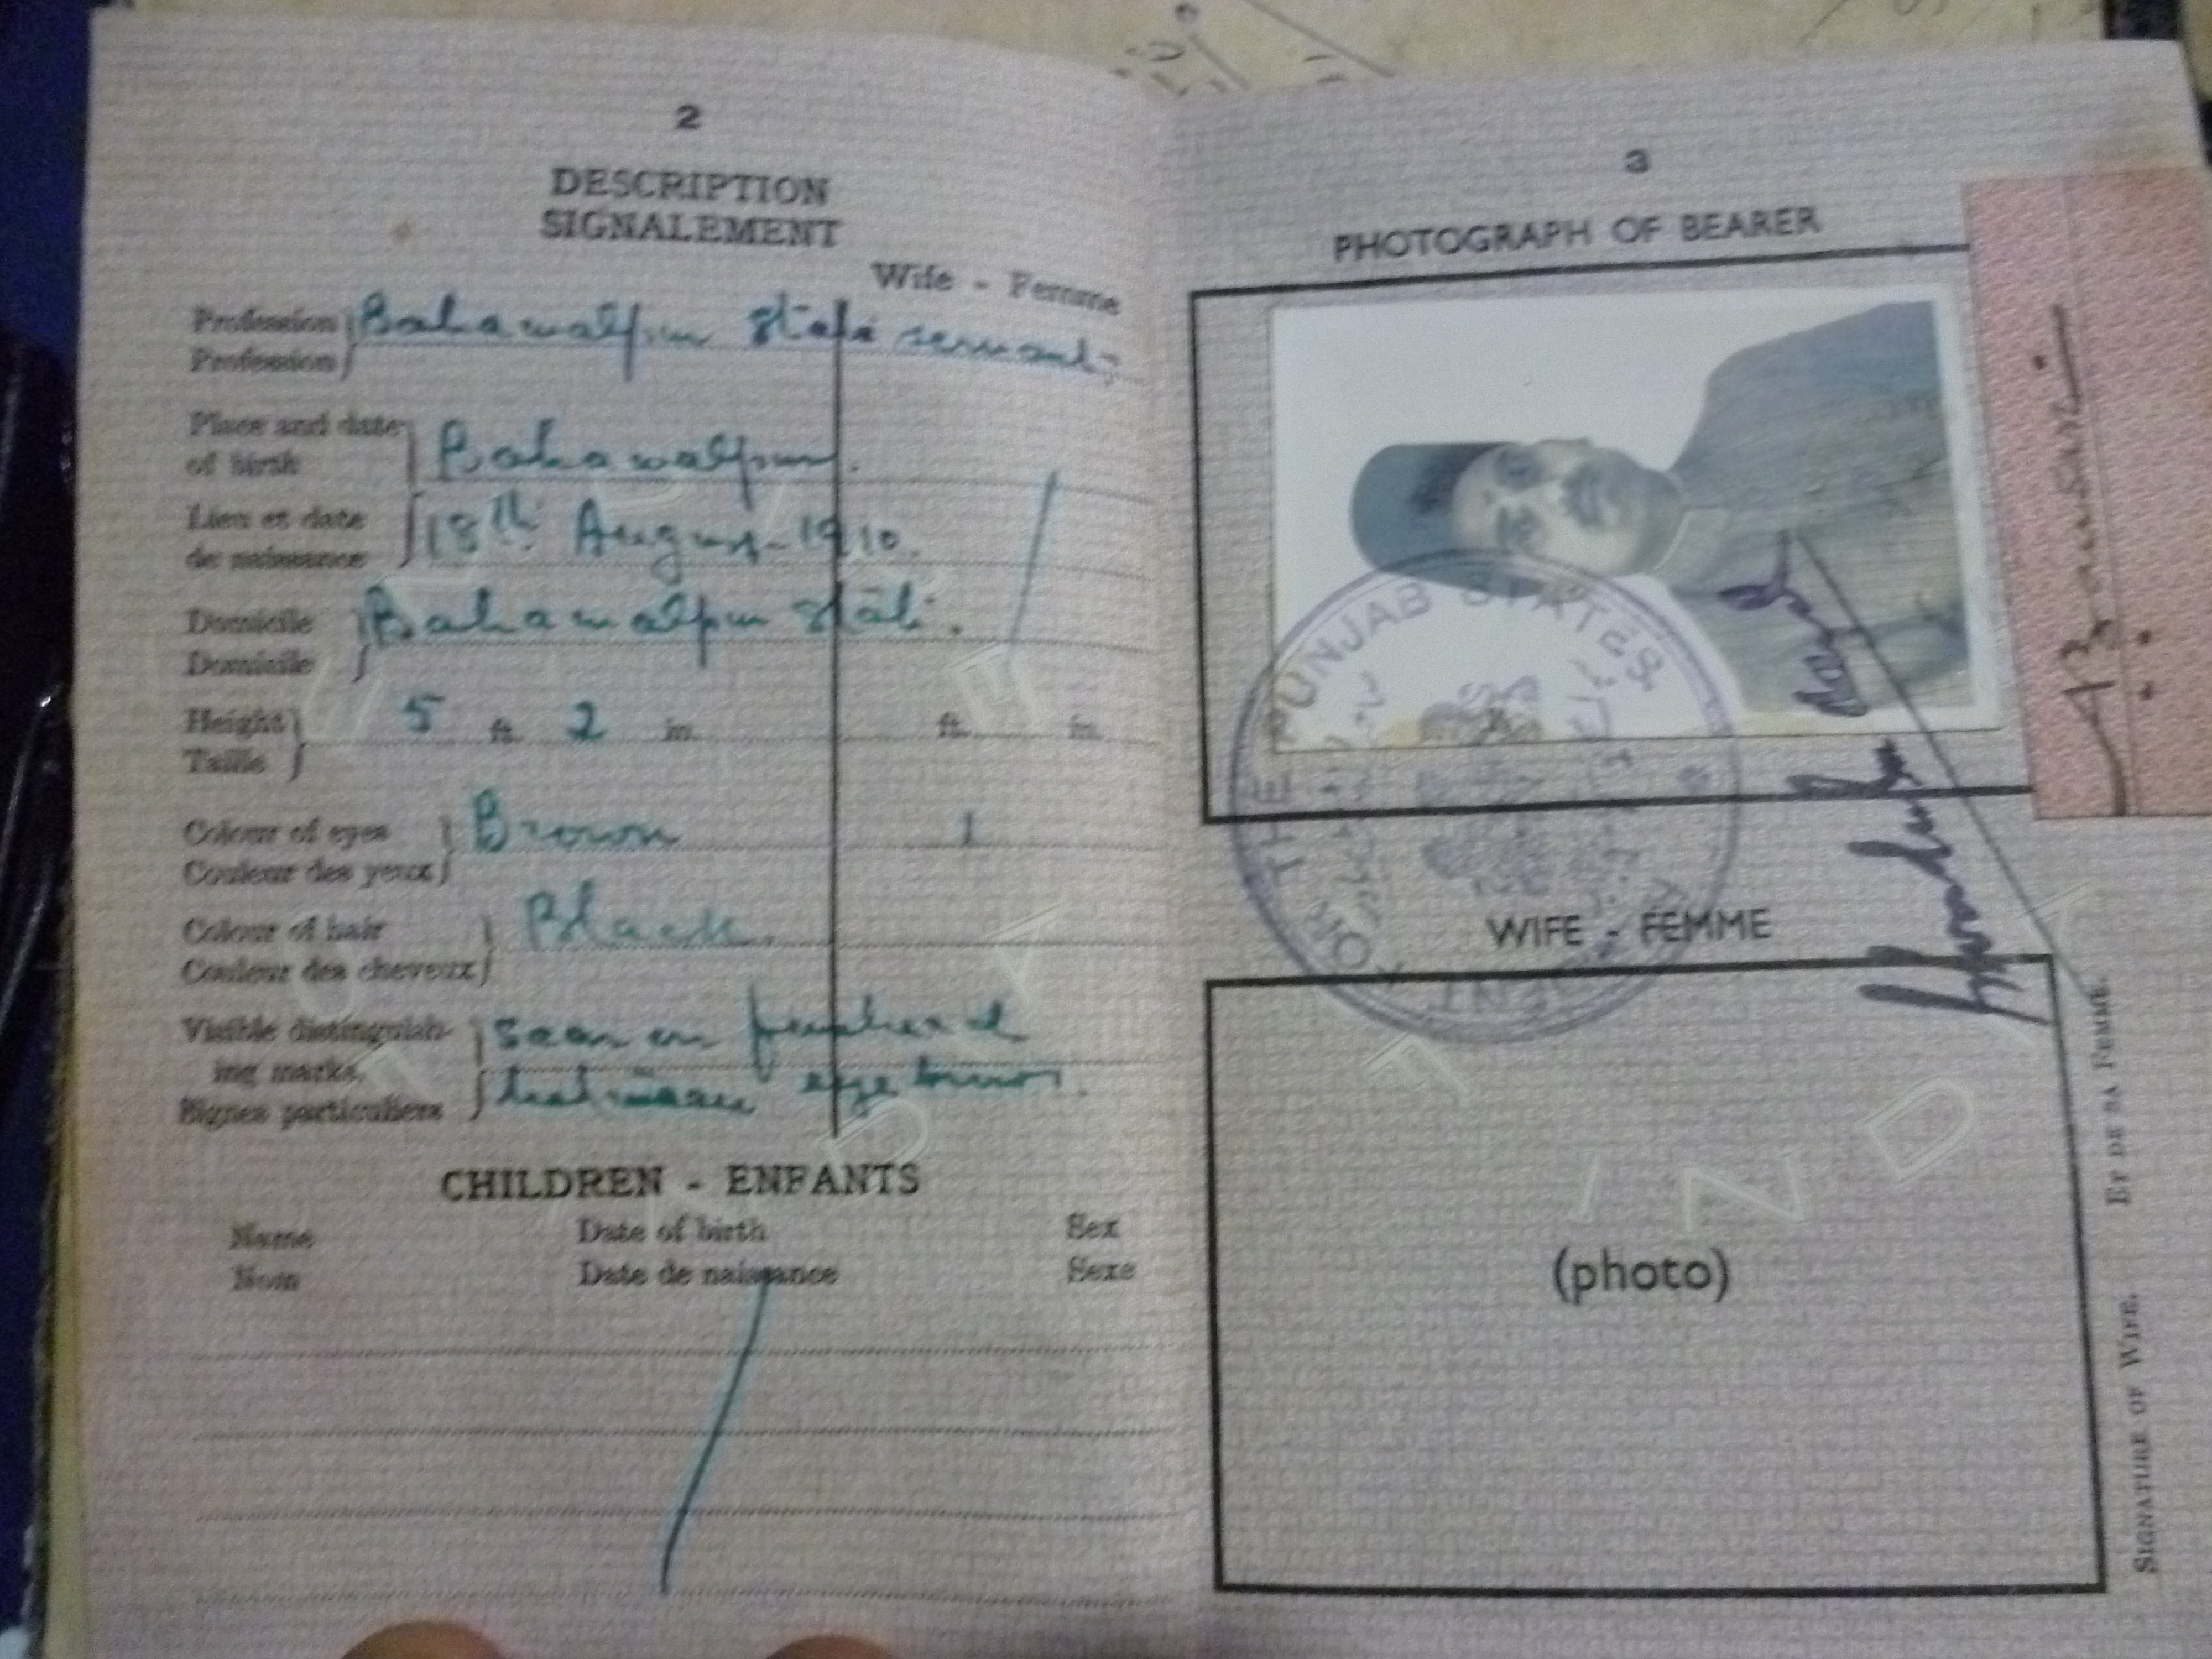 2
DESCRIPTION
SIGNALEMENT
Wife - Femme
Profession Bahawalpur State servant
Profession
Place and date of birth Bahawalpur.
Lieu et date de naissance 18th August 1910.
Domicile Bahawalpur State.
Domicile
Height 5 ft. 2 in. ft. in.
Taille
Colour of eyes Brown
Couleur des yeux
Colour of hair Black.
Couleur des cheveux
Visible distinguish- scar on forehead
ing marks.
Signes particuliers between eye brows.
CHILDREN - ENFANTS
Name Date of birth Sex
Nom Date de naissance Sexe
3
PHOTOGRAPH OF BEARER
THE PUNJAB STATES
FOR
WIFE - FEMME
(photo)
SIGNATURE OF WIFE. ET DE SA FEMME.
INDIA